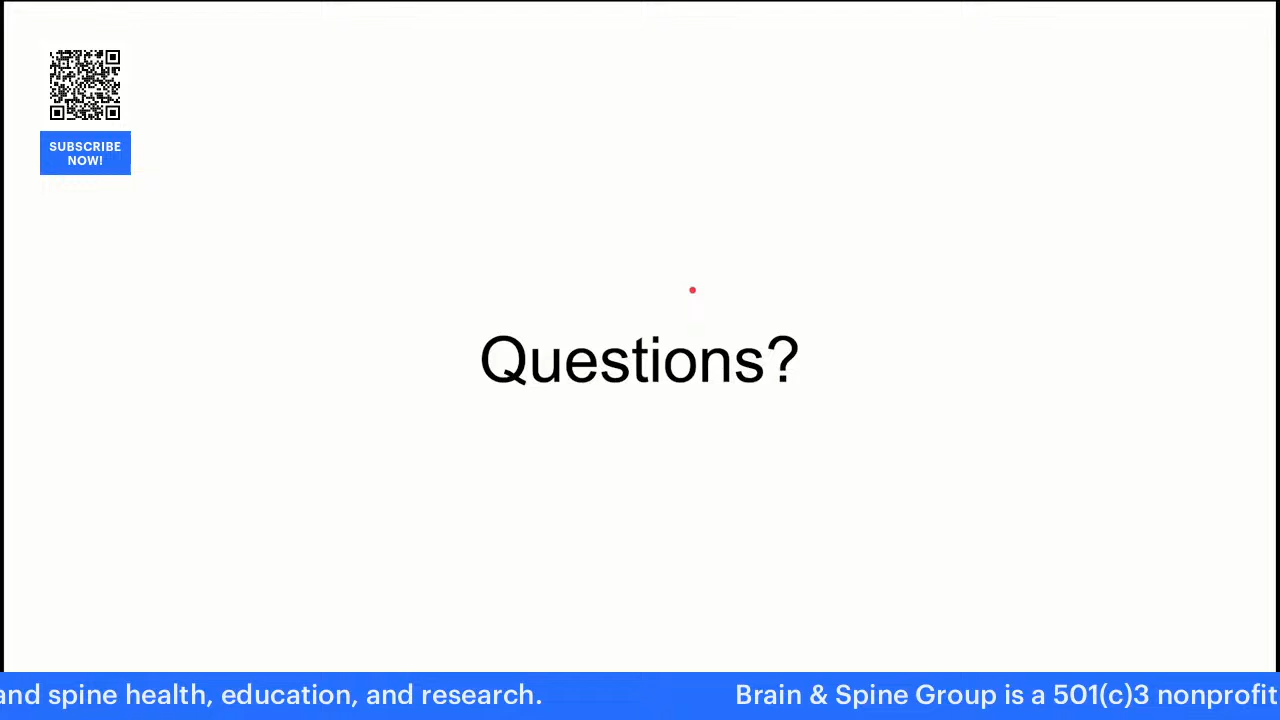 SUBSCRIBE
NOW!
Questions?
and spine health, education, and research. Brain & Spine Group is a 501(c)3 nonprofit